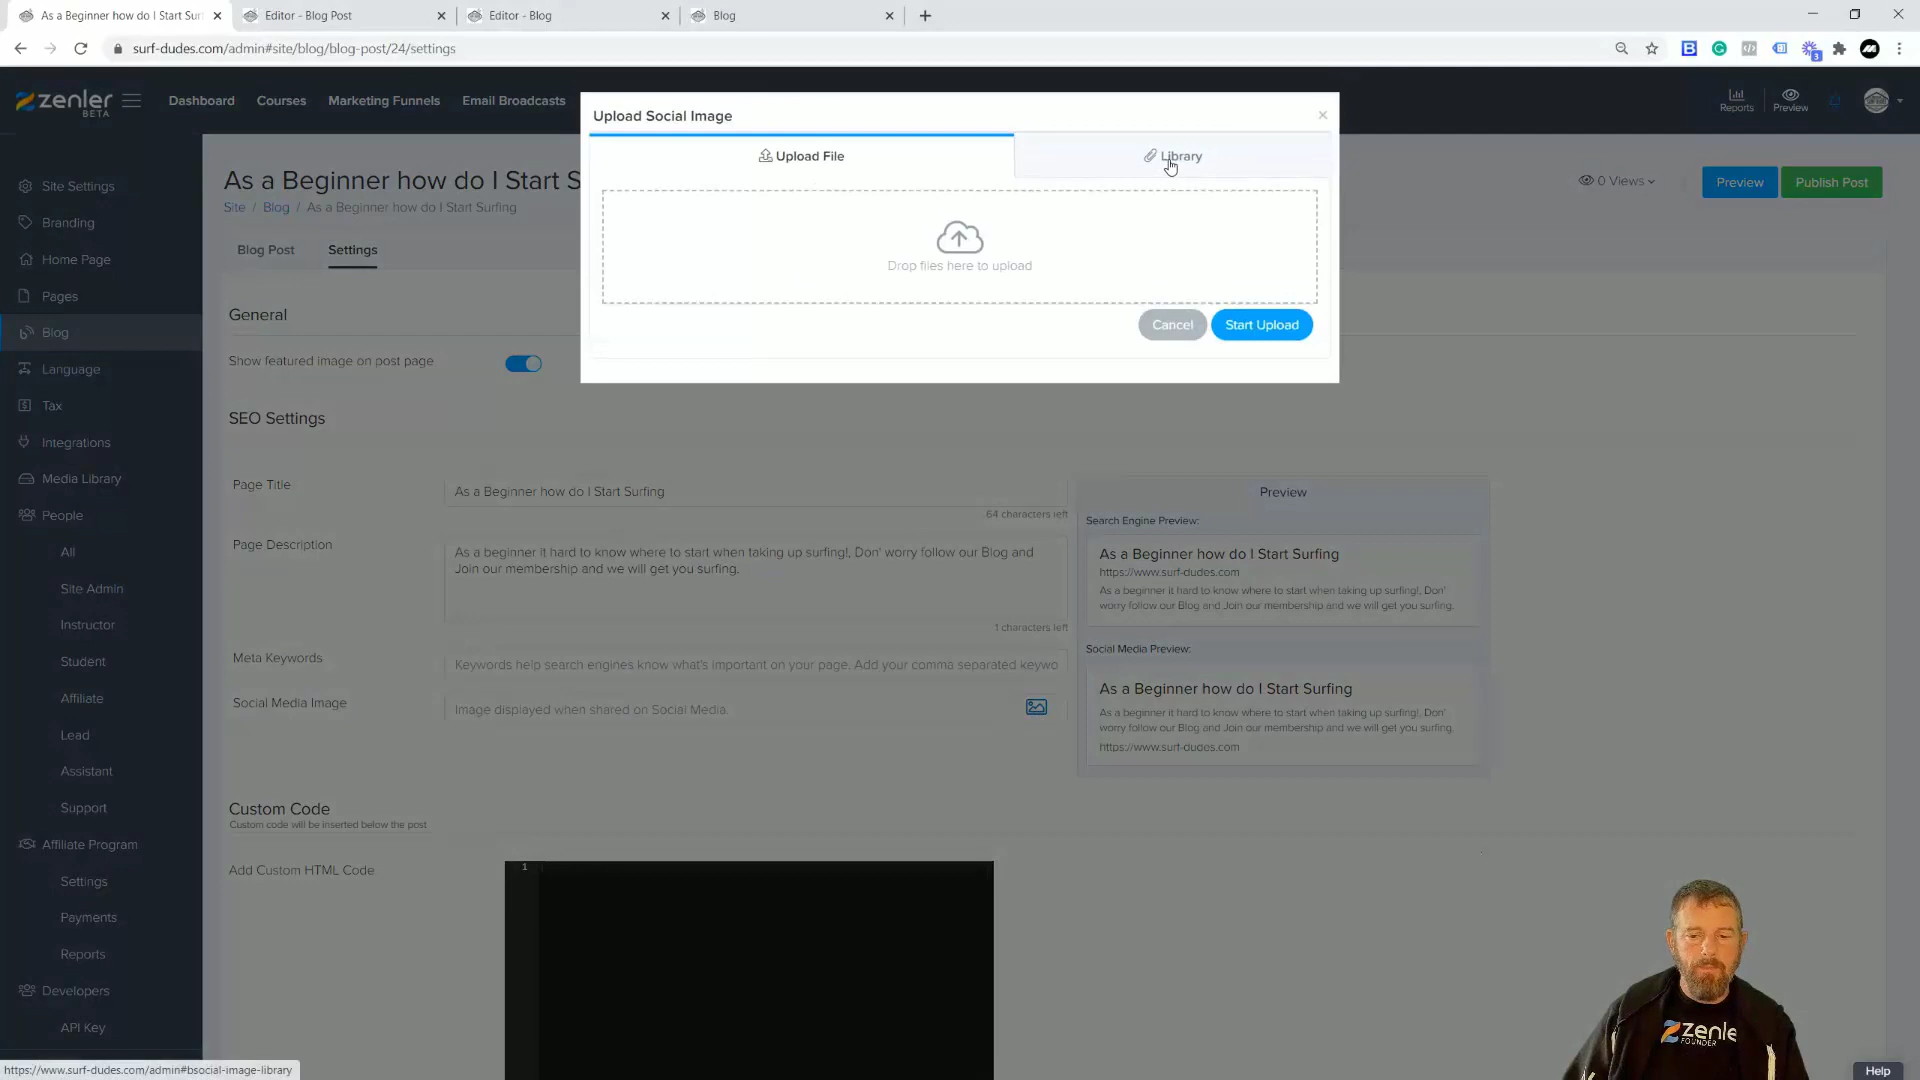 As a Beginner how do I Start Sur
Editor - Blog Post
Editor - Blog
Blog
surf-dudes.com/admin#site/blog/blog-post/24/settings
zenler
BETA
Dashboard
Courses
Marketing Funnels
Email Broadcasts
Reports
Preview
Upload Social Image
Upload File
Library
Drop files here to upload
Cancel
Start Upload
Site Settings
Branding
Home Page
Pages
Blog
Language
Tax
Integrations
Media Library
People
All
Site Admin
Instructor
Student
Affiliate
Lead
Assistant
Support
Affiliate Program
Settings
Payments
Reports
Developers
API Key
As a Beginner how do I Start S
Site / Blog / As a Beginner how do I Start Surfing
0 Views
Preview
Publish Post
Blog Post
Settings
General
Show featured image on post page
SEO Settings
Page Title
As a Beginner how do I Start Surfing
64 characters left
Page Description
As a beginner it hard to know where to start when taking up surfing!, Don' worry follow our Blog and
Join our membership and we will get you surfing.
1 characters left
Meta Keywords
Keywords help search engines know what's important on your page, Add your comma separated keywo
Social Media Image
Image displayed when shared on Social Media.
Preview
Search Engine Preview:
As a Beginner how do I Start Surfing
https://www.surf-dudes.com
As a beginner it hard to know where to start when taking up surfing!, Don'
worry follow our Blog and Join our membership and we will get you surfing.
Social Media Preview:
As a Beginner how do I Start Surfing
As a beginner it hard to know where to start when taking up surfing!, Don'
worry follow our Blog and Join our membership and we will get you surfing.
https://www.surf-dudes.com
Custom Code
Custom code will be inserted below the post
Add Custom HTML Code
1
zenle
FOUNDER
https://www.surf-dudes.com/admin#bsocial-image-library
Help